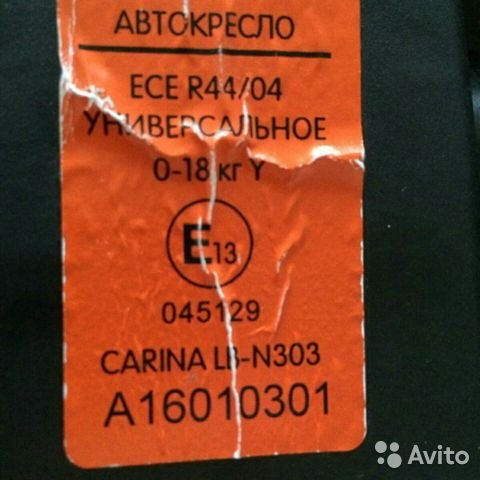 АВТОКРЕСЛО
ECE R44/04
УНИВЕРСАЛЬНОЕ
0-18 кг Y
E13
045129
CARINA LB-N303
A16010301
Avito